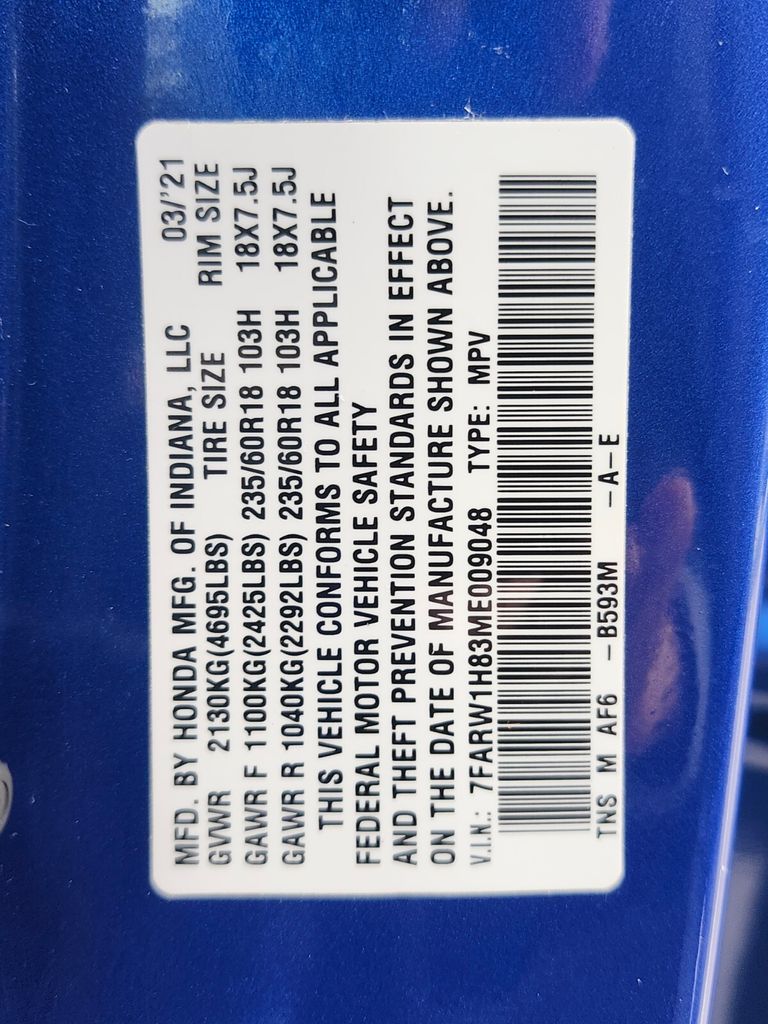 MFD. BY HONDA MFG. OF INDIANA, LLC 03/'21
GVWR 2130KG(4695LBS) TIRE SIZE RIM SIZE
GAWR F 1100KG(2425LBS) 235/60R18 103H 18X7.5J
GAWR R 1040KG(2292LBS) 235/60R18 103H 18X7.5J
THIS VEHICLE CONFORMS TO ALL APPLICABLE
FEDERAL MOTOR VEHICLE SAFETY
AND THEFT PREVENTION STANDARDS IN EFFECT
ON THE DATE OF MANUFACTURE SHOWN ABOVE.
V.I.N.: 7FARW1H83ME009048 TYPE: MPV
TNS M AF6 -B593M -A-E